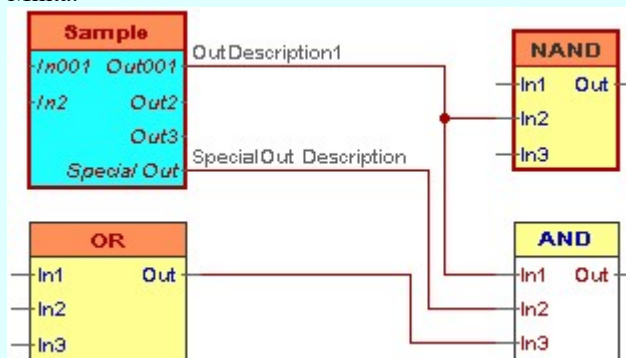 Sample
In001 Out001
In2 Out2
Out3
Special Out
OutDescription1
SpecialOut Description
NAND
In1 Out
In2
In3
OR
In1 Out
In2
In3
AND
In1 Out
In2
In3